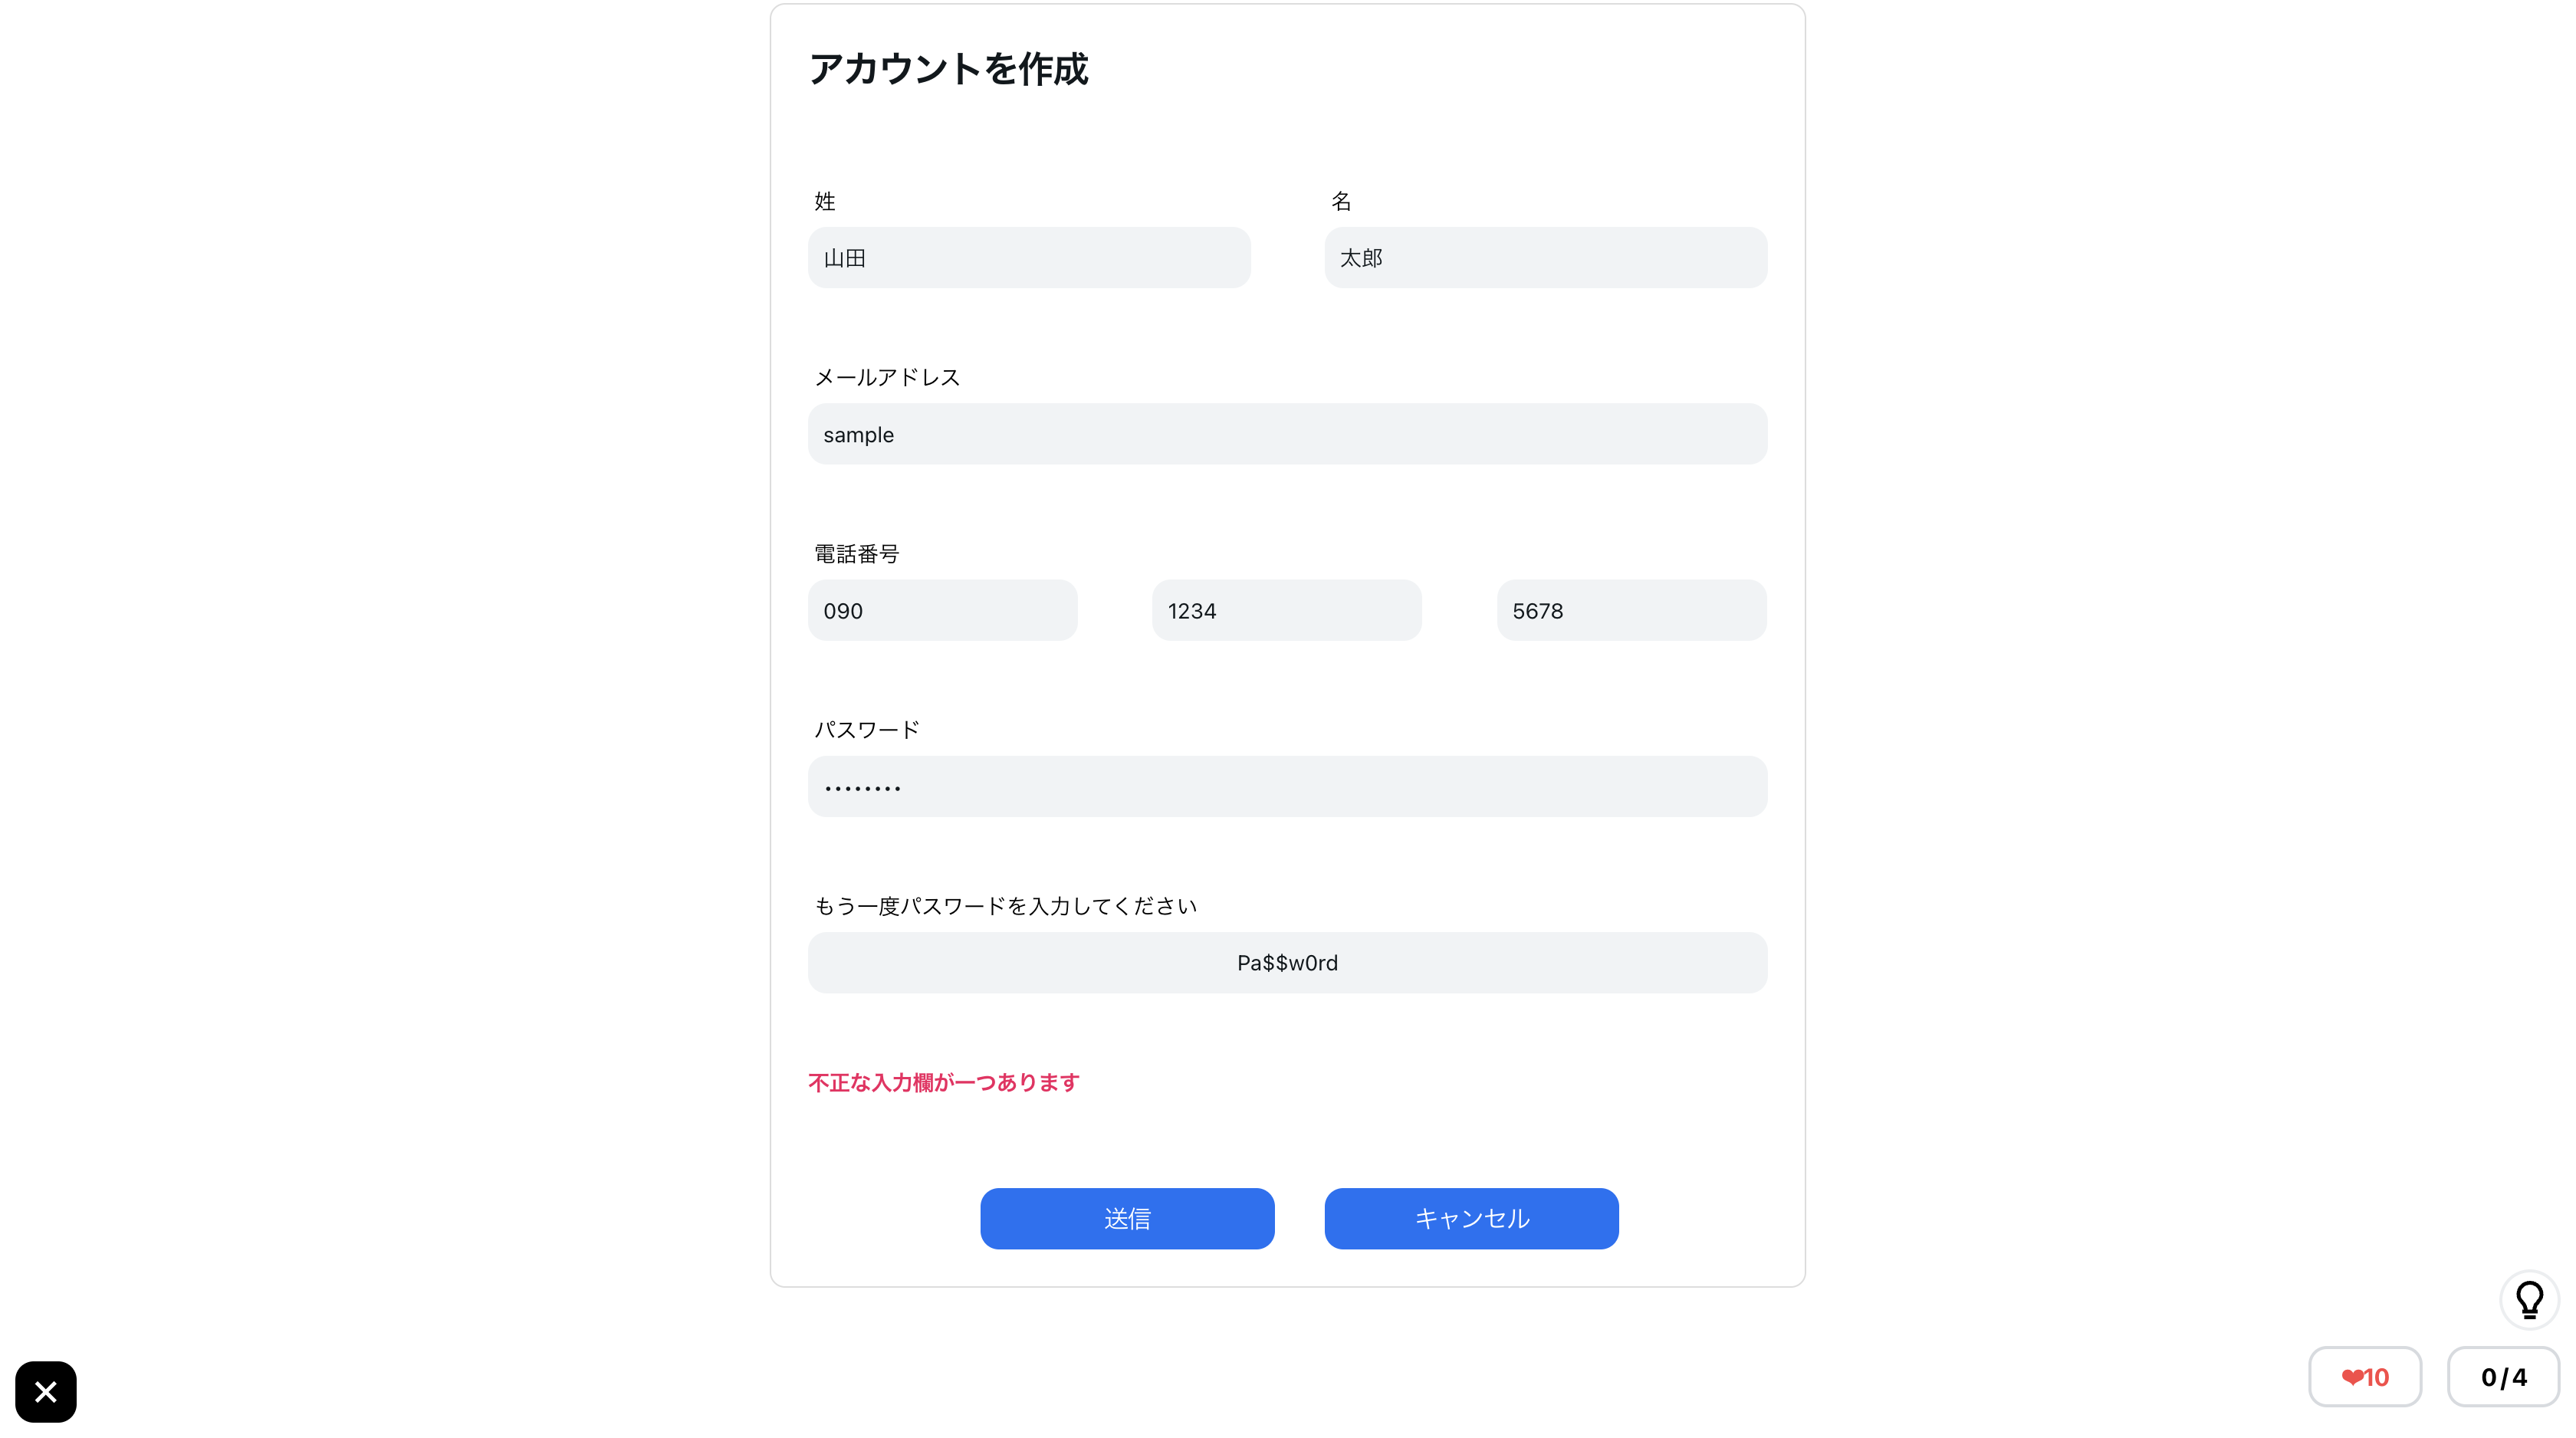 アカウントを作成
姓
名
山田
太郎
メールアドレス
sample
電話番号
090
1234
5678
パスワード
••••••••
もう一度パスワードを入力してください
Pa$$w0rd
不正な入力欄が一つあります
送信
キャンセル
❤10
0/4